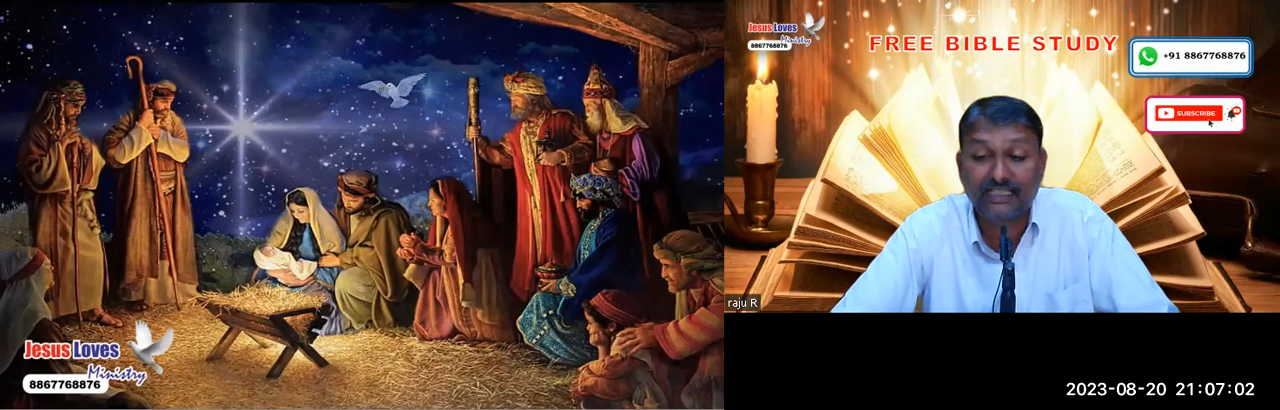 Jesus Loves
Ministry
8867768876
Jesus Loves
Ministry
8867768876
FREE BIBLE STUDY
+91 8867768876
SUBSCRIBE
raju R
2023-08-20 21:07:02